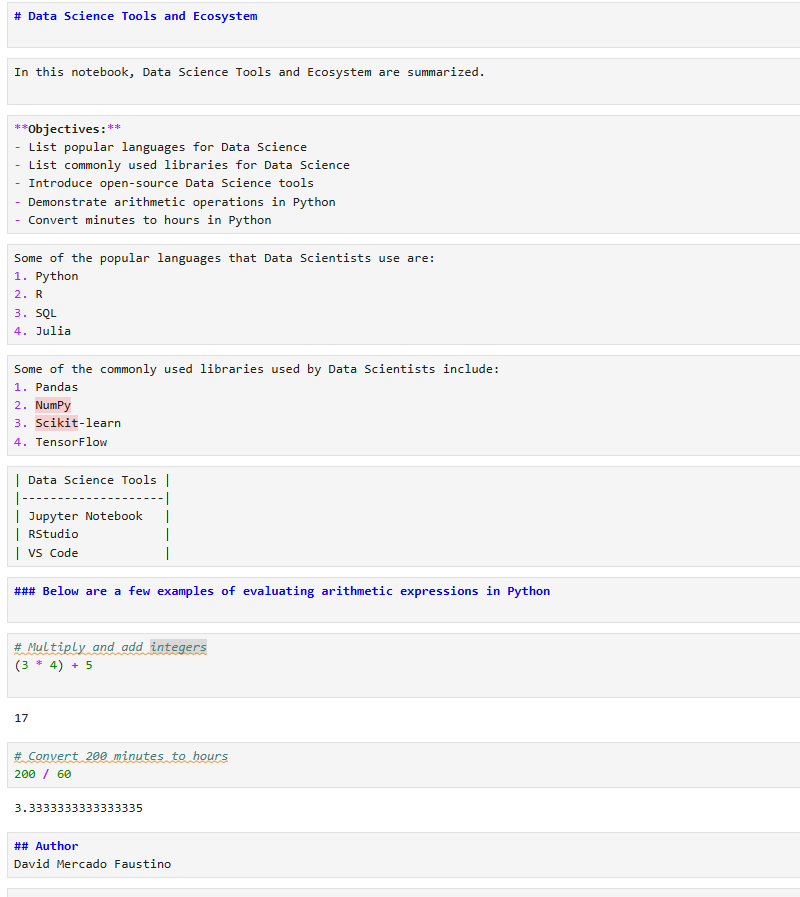 # Data Science Tools and Ecosystem
In this notebook, Data Science Tools and Ecosystem are summarized.
**Objectives:**
- List popular languages for Data Science
- List commonly used libraries for Data Science
- Introduce open-source Data Science tools
- Demonstrate arithmetic operations in Python
- Convert minutes to hours in Python
Some of the popular languages that Data Scientists use are:
1. Python
2. R
3. SQL
4. Julia
Some of the commonly used libraries used by Data Scientists include:
1. Pandas
2. NumPy
3. Scikit-learn
4. TensorFlow
| Data Science Tools |
|--------------------|
| Jupyter Notebook   |
| RStudio            |
| VS Code            |
### Below are a few examples of evaluating arithmetic expressions in Python
# Multiply and add integers
(3 * 4) + 5
17
# Convert 200 minutes to hours
200 / 60
3.3333333333333335
## Author
David Mercado Faustino